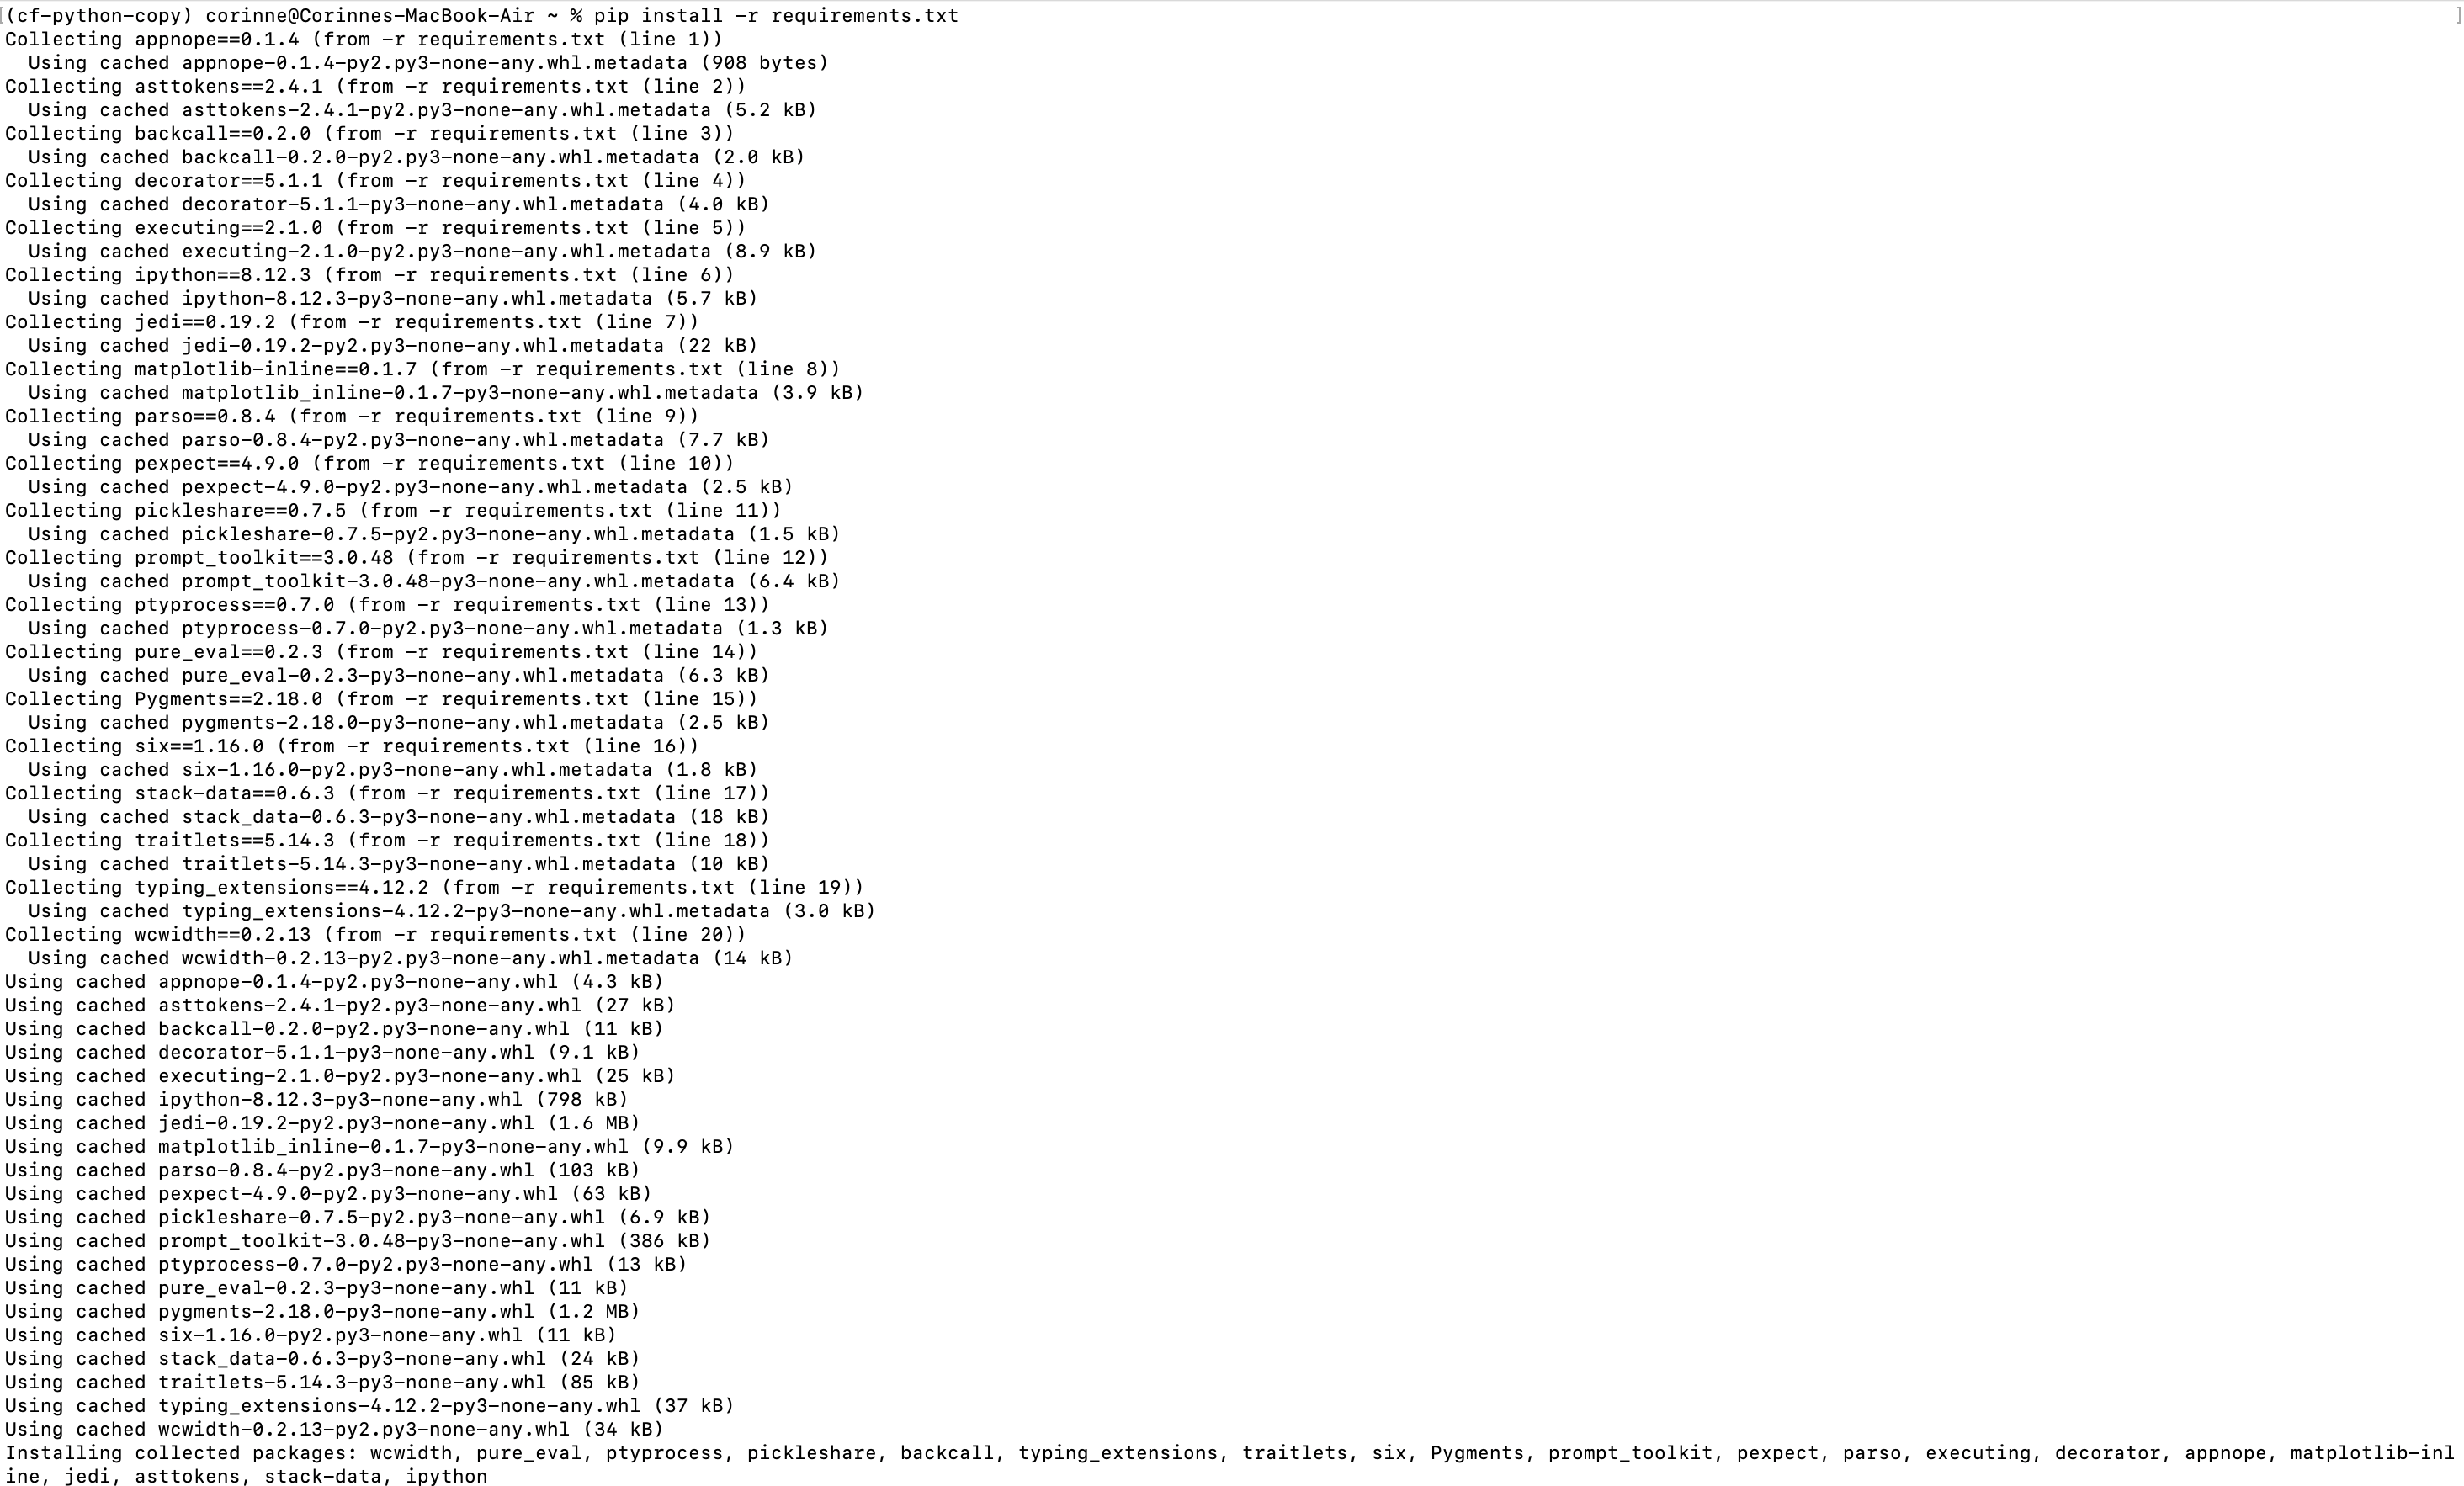 (cf-python-copy) corinne@Corinnes-MacBook-Air ~ % pip install -r requirements.txt
Collecting appnope==0.1.4 (from -r requirements.txt (line 1))
  Using cached appnope-0.1.4-py2.py3-none-any.whl.metadata (908 bytes)
Collecting asttokens==2.4.1 (from -r requirements.txt (line 2))
  Using cached asttokens-2.4.1-py2.py3-none-any.whl.metadata (5.2 kB)
Collecting backcall==0.2.0 (from -r requirements.txt (line 3))
  Using cached backcall-0.2.0-py2.py3-none-any.whl.metadata (2.0 kB)
Collecting decorator==5.1.1 (from -r requirements.txt (line 4))
  Using cached decorator-5.1.1-py3-none-any.whl.metadata (4.0 kB)
Collecting executing==2.1.0 (from -r requirements.txt (line 5))
  Using cached executing-2.1.0-py2.py3-none-any.whl.metadata (8.9 kB)
Collecting ipython==8.12.3 (from -r requirements.txt (line 6))
  Using cached ipython-8.12.3-py3-none-any.whl.metadata (5.7 kB)
Collecting jedi==0.19.2 (from -r requirements.txt (line 7))
  Using cached jedi-0.19.2-py2.py3-none-any.whl.metadata (22 kB)
Collecting matplotlib-inline==0.1.7 (from -r requirements.txt (line 8))
  Using cached matplotlib_inline-0.1.7-py3-none-any.whl.metadata (3.9 kB)
Collecting parso==0.8.4 (from -r requirements.txt (line 9))
  Using cached parso-0.8.4-py2.py3-none-any.whl.metadata (7.7 kB)
Collecting pexpect==4.9.0 (from -r requirements.txt (line 10))
  Using cached pexpect-4.9.0-py2.py3-none-any.whl.metadata (2.5 kB)
Collecting pickleshare==0.7.5 (from -r requirements.txt (line 11))
  Using cached pickleshare-0.7.5-py2.py3-none-any.whl.metadata (1.5 kB)
Collecting prompt_toolkit==3.0.48 (from -r requirements.txt (line 12))
  Using cached prompt_toolkit-3.0.48-py3-none-any.whl.metadata (6.4 kB)
Collecting ptyprocess==0.7.0 (from -r requirements.txt (line 13))
  Using cached ptyprocess-0.7.0-py2.py3-none-any.whl.metadata (1.3 kB)
Collecting pure_eval==0.2.3 (from -r requirements.txt (line 14))
  Using cached pure_eval-0.2.3-py3-none-any.whl.metadata (6.3 kB)
Collecting Pygments==2.18.0 (from -r requirements.txt (line 15))
  Using cached pygments-2.18.0-py3-none-any.whl.metadata (2.5 kB)
Collecting six==1.16.0 (from -r requirements.txt (line 16))
  Using cached six-1.16.0-py2.py3-none-any.whl.metadata (1.8 kB)
Collecting stack-data==0.6.3 (from -r requirements.txt (line 17))
  Using cached stack_data-0.6.3-py3-none-any.whl.metadata (18 kB)
Collecting traitlets==5.14.3 (from -r requirements.txt (line 18))
  Using cached traitlets-5.14.3-py3-none-any.whl.metadata (10 kB)
Collecting typing_extensions==4.12.2 (from -r requirements.txt (line 19))
  Using cached typing_extensions-4.12.2-py3-none-any.whl.metadata (3.0 kB)
Collecting wcwidth==0.2.13 (from -r requirements.txt (line 20))
  Using cached wcwidth-0.2.13-py2.py3-none-any.whl.metadata (14 kB)
Using cached appnope-0.1.4-py2.py3-none-any.whl (4.3 kB)
Using cached asttokens-2.4.1-py2.py3-none-any.whl (27 kB)
Using cached backcall-0.2.0-py2.py3-none-any.whl (11 kB)
Using cached decorator-5.1.1-py3-none-any.whl (9.1 kB)
Using cached executing-2.1.0-py2.py3-none-any.whl (25 kB)
Using cached ipython-8.12.3-py3-none-any.whl (798 kB)
Using cached jedi-0.19.2-py2.py3-none-any.whl (1.6 MB)
Using cached matplotlib_inline-0.1.7-py3-none-any.whl (9.9 kB)
Using cached parso-0.8.4-py2.py3-none-any.whl (103 kB)
Using cached pexpect-4.9.0-py2.py3-none-any.whl (63 kB)
Using cached pickleshare-0.7.5-py2.py3-none-any.whl (6.9 kB)
Using cached prompt_toolkit-3.0.48-py3-none-any.whl (386 kB)
Using cached ptyprocess-0.7.0-py2.py3-none-any.whl (13 kB)
Using cached pure_eval-0.2.3-py3-none-any.whl (11 kB)
Using cached pygments-2.18.0-py3-none-any.whl (1.2 MB)
Using cached six-1.16.0-py2.py3-none-any.whl (11 kB)
Using cached stack_data-0.6.3-py3-none-any.whl (24 kB)
Using cached traitlets-5.14.3-py3-none-any.whl (85 kB)
Using cached typing_extensions-4.12.2-py3-none-any.whl (37 kB)
Using cached wcwidth-0.2.13-py2.py3-none-any.whl (34 kB)
Installing collected packages: wcwidth, pure_eval, ptyprocess, pickleshare, backcall, typing_extensions, traitlets, six, Pygments, prompt_toolkit, pexpect, parso, executing, decorator, appnope, matplotlib-inl
ine, jedi, asttokens, stack-data, ipython